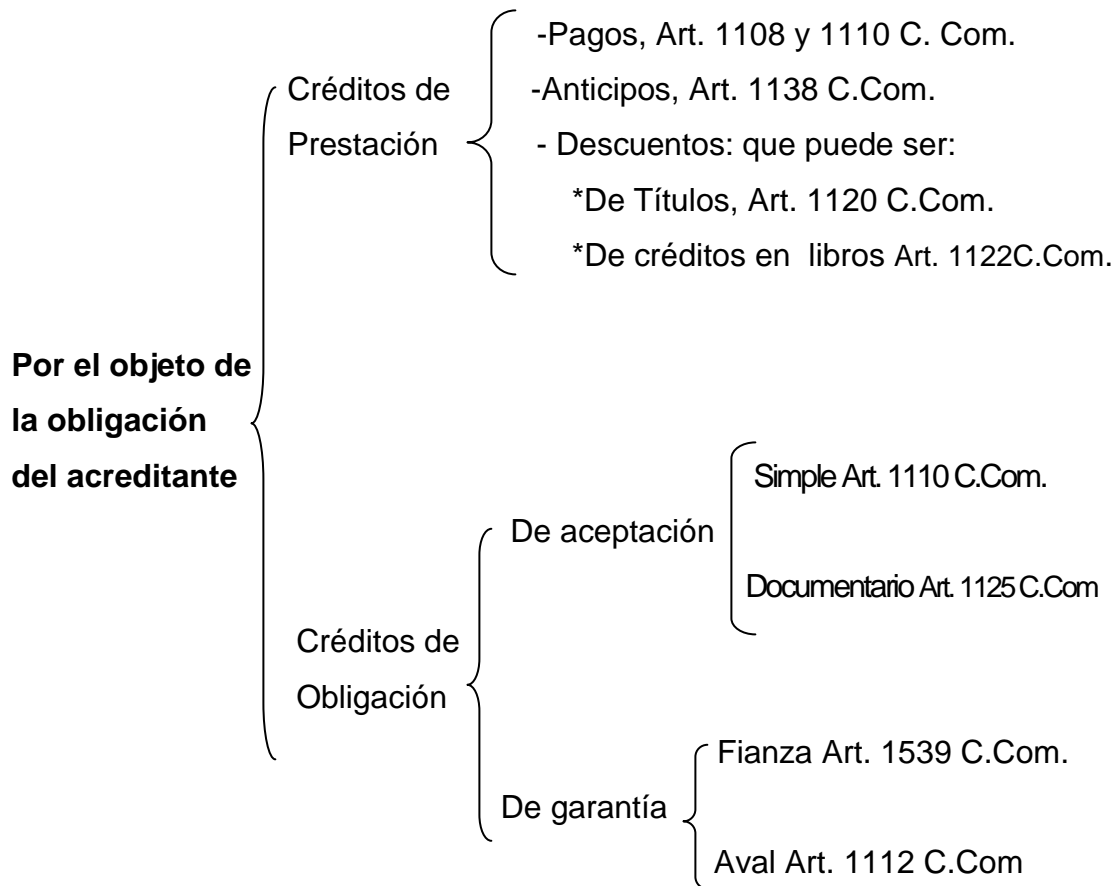 -Pagos, Art. 1108 y 1110 C. Com.
Créditos de
Prestación
-Anticipos, Art. 1138 C.Com.
- Descuentos: que puede ser:
*De Títulos, Art. 1120 C.Com.
*De créditos en libros Art. 1122C.Com.
Por el objeto de
la obligación
del acreditante
Créditos de
Obligación
De aceptación
Simple Art. 1110 C.Com.
Documentario Art. 1125 C.Com
De garantía
Fianza Art. 1539 C.Com.
Aval Art. 1112 C.Com